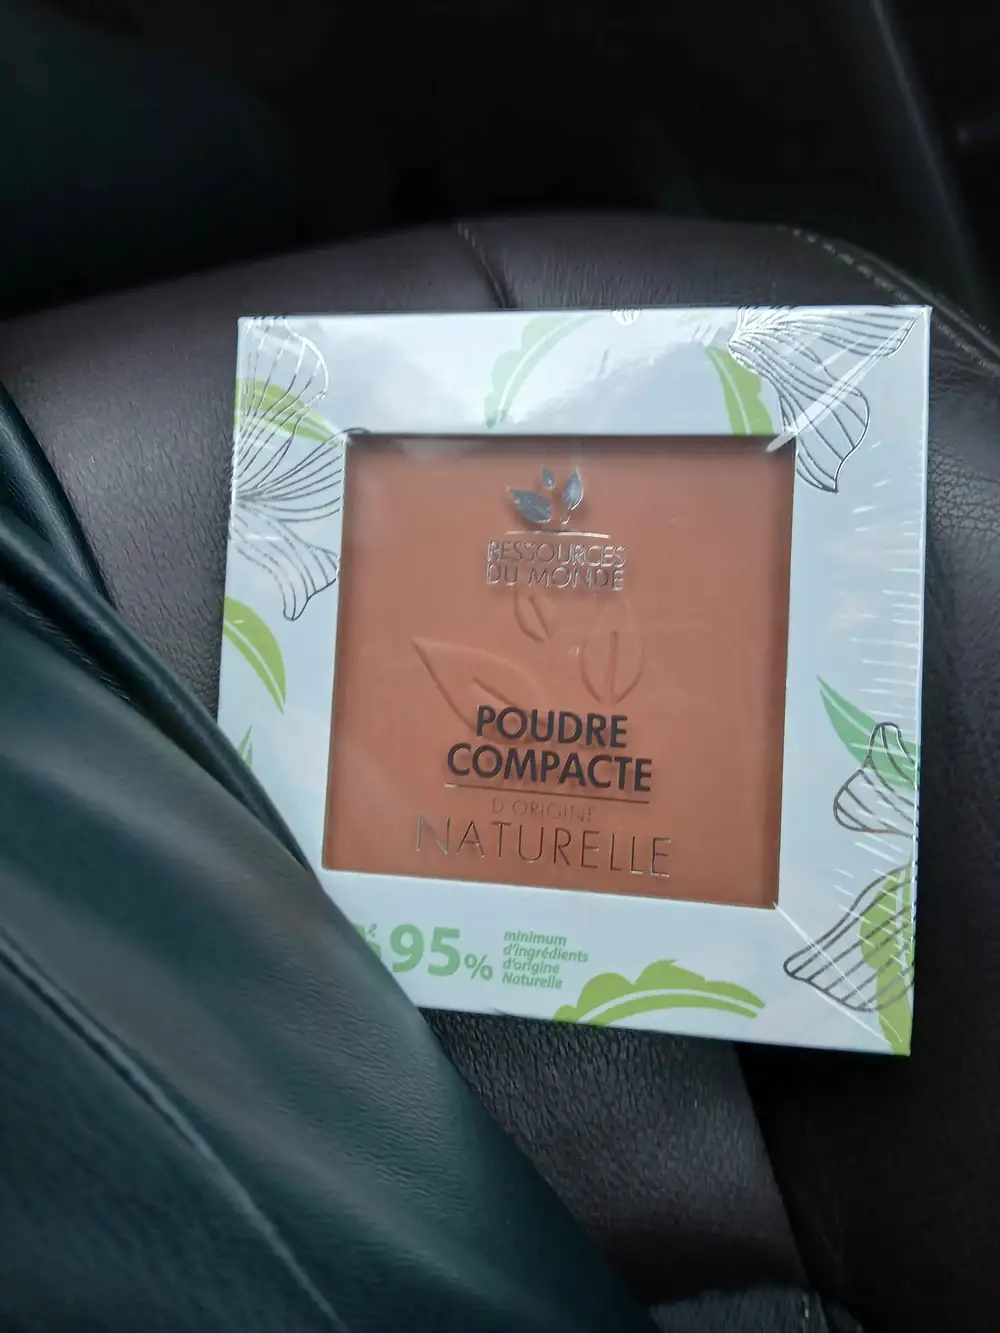 RESSOURCES
DU MONDE
POUDRE
COMPACTE
D'ORIGINE
NATURELLE
95%
minimum
d'ingrédients
d'origine
Naturelle